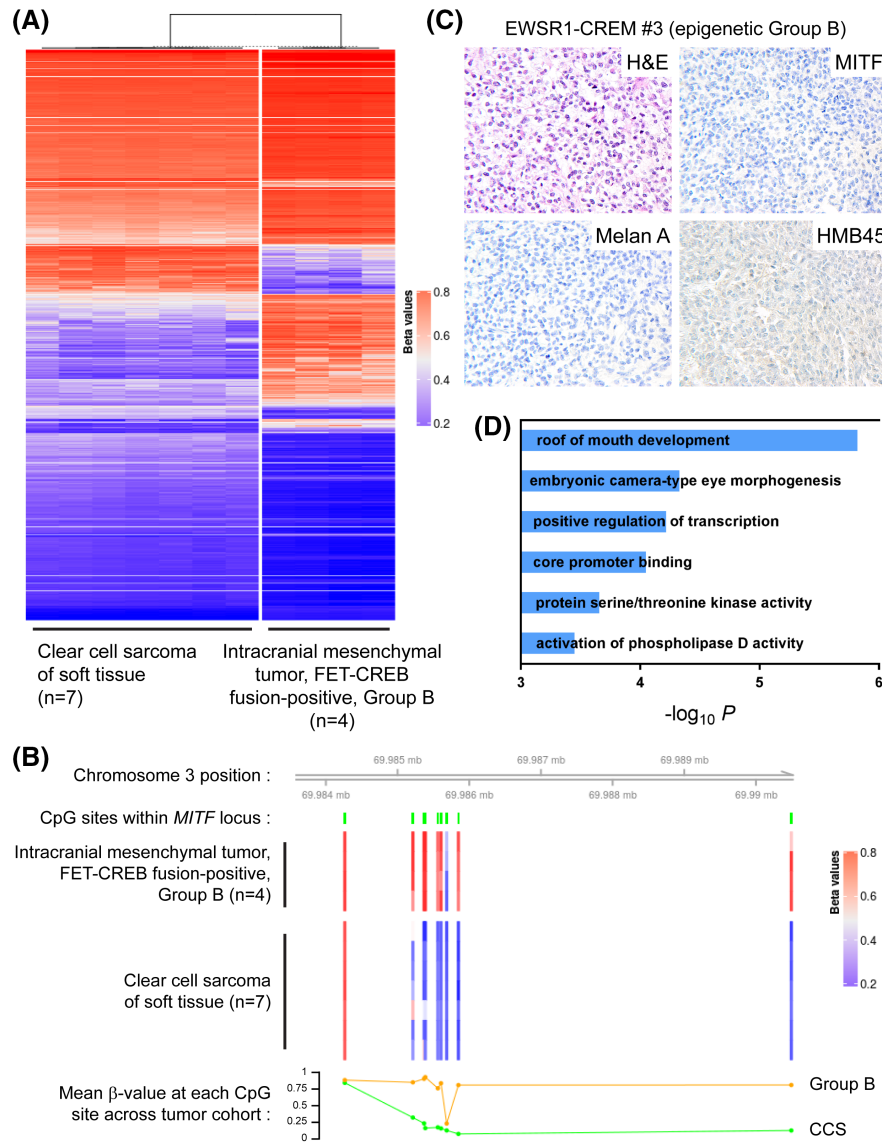 (A)
Beta values
0.8
0.6
0.4
0.2
Clear cell sarcoma
of soft tissue
(n=7)
Intracranial mesenchymal
tumor, FET-CREB
fusion-positive, Group B
(n=4)
(C)
EWSR1-CREM #3 (epigenetic Group B)
H&E
MITF
Melan A
HMB45
(D)
roof of mouth development
embryonic camera-type eye morphogenesis
positive regulation of transcription
core promoter binding
protein serine/threonine kinase activity
activation of phospholipase D activity
3 4 5 6
-log10 P
(B)
Chromosome 3 position :
69.985 mb 69.987 mb 69.989 mb
69.984 mb 69.986 mb 69.988 mb 69.99 mb
CpG sites within MITF locus :
Intracranial mesenchymal tumor,
FET-CREB fusion-positive,
Group B (n=4)
Clear cell sarcoma
of soft tissue (n=7)
Beta values
0.8
0.6
0.4
0.2
Mean β-value at each CpG
site across tumor cohort :
1
0.75
0.5
0.25
0
Group B
CCS